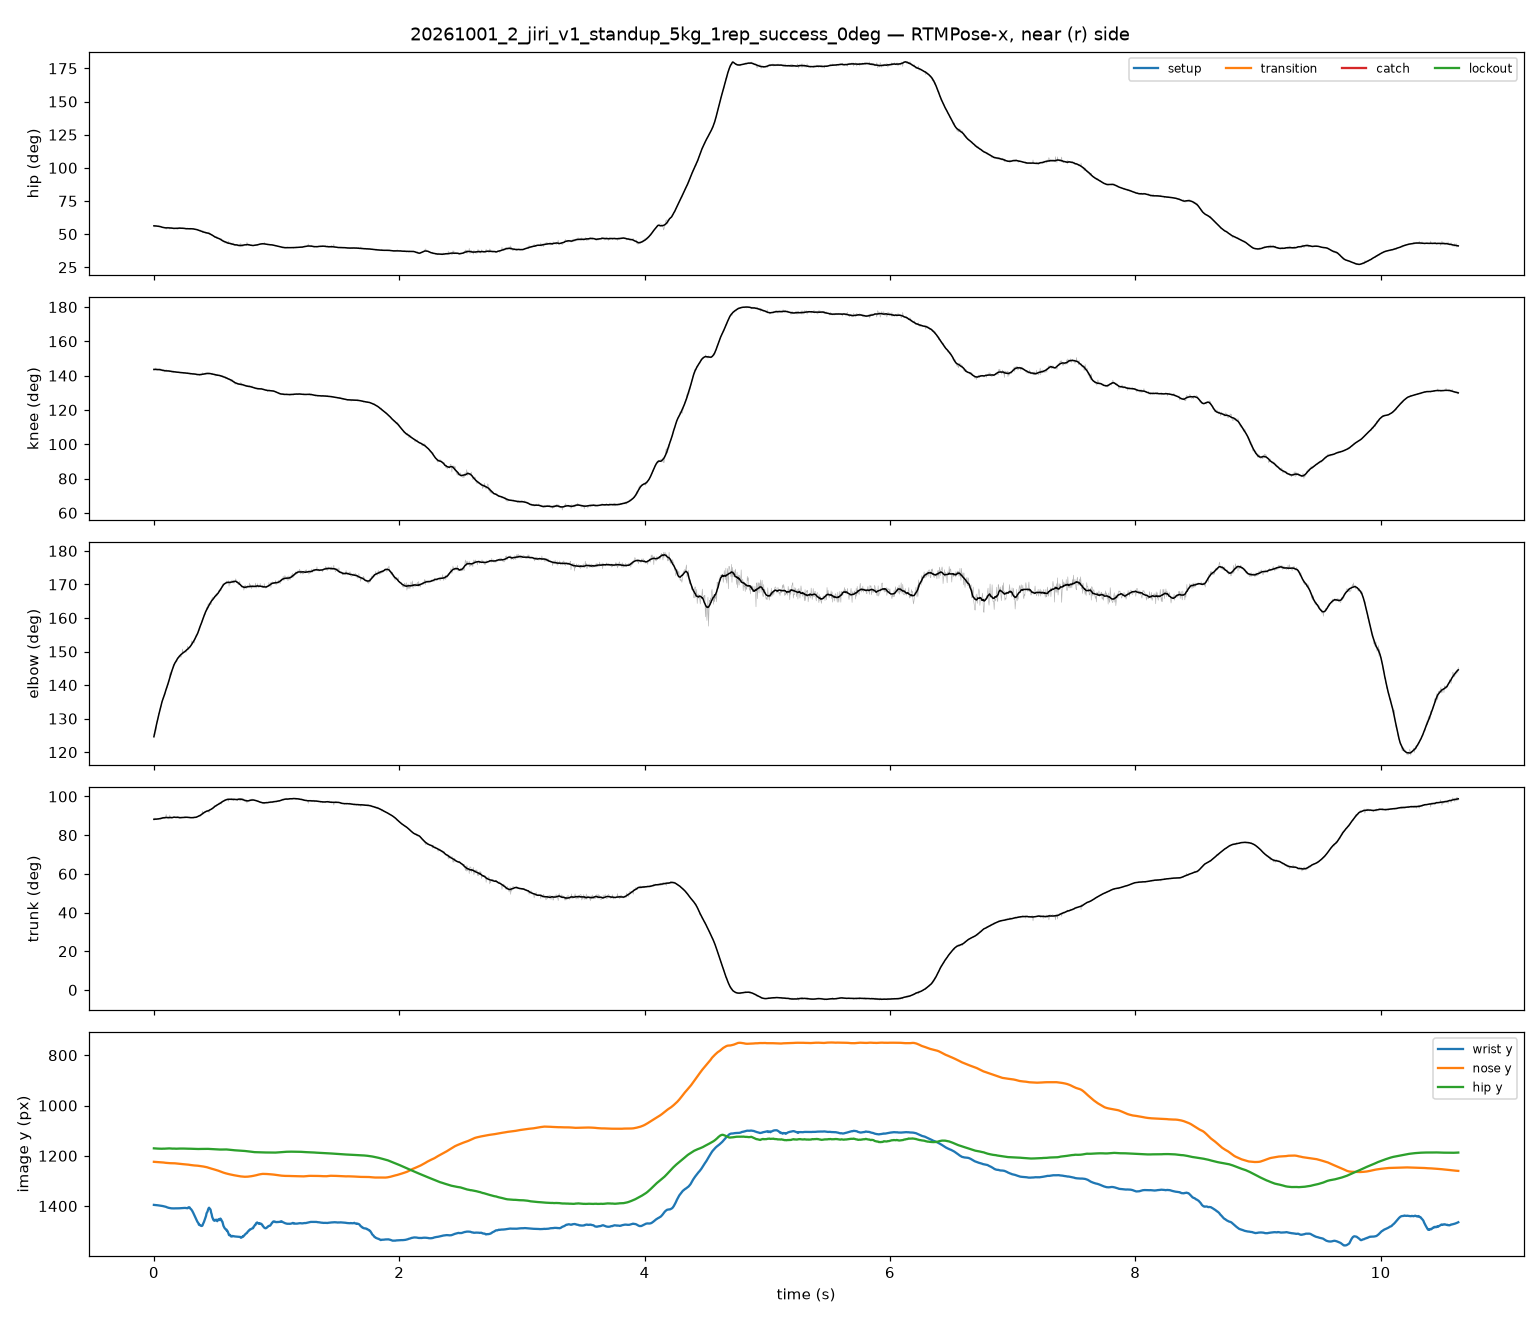 20261001_2_jiri_v1_standup_5kg_1rep_success_0deg — RTMPose-x, near (r) side
hip (deg)
175
150
125
100
75
50
25
setup transition catch lockout
knee (deg)
180
160
140
120
100
80
60
elbow (deg)
180
170
160
150
140
130
120
trunk (deg)
100
80
60
40
20
0
image y (px)
800
1000
1200
1400
wrist y
nose y
hip y
0 2 4 6 8 10
time (s)